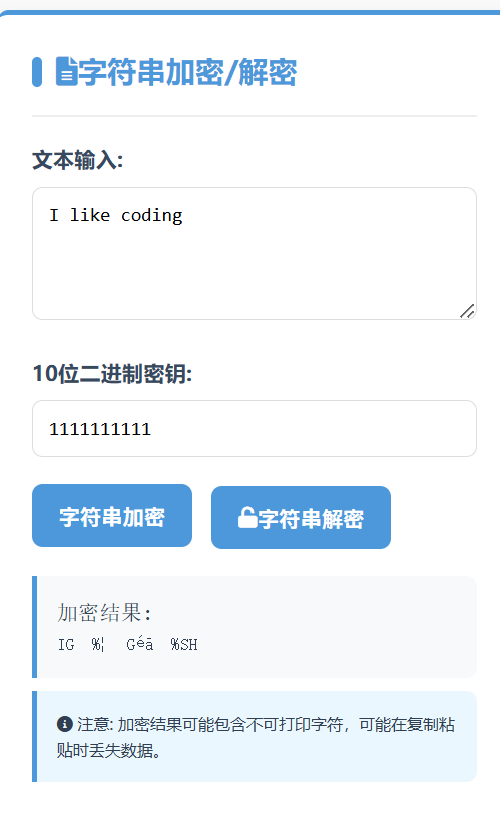 字符串加密/解密
文本输入:
I like coding
10位二进制密钥:
1111111111
字符串加密
字符串解密
加密结果:
IG %¦ Géã %SH
注意: 加密结果可能包含不可打印字符，可能在复制粘
贴时丢失数据。